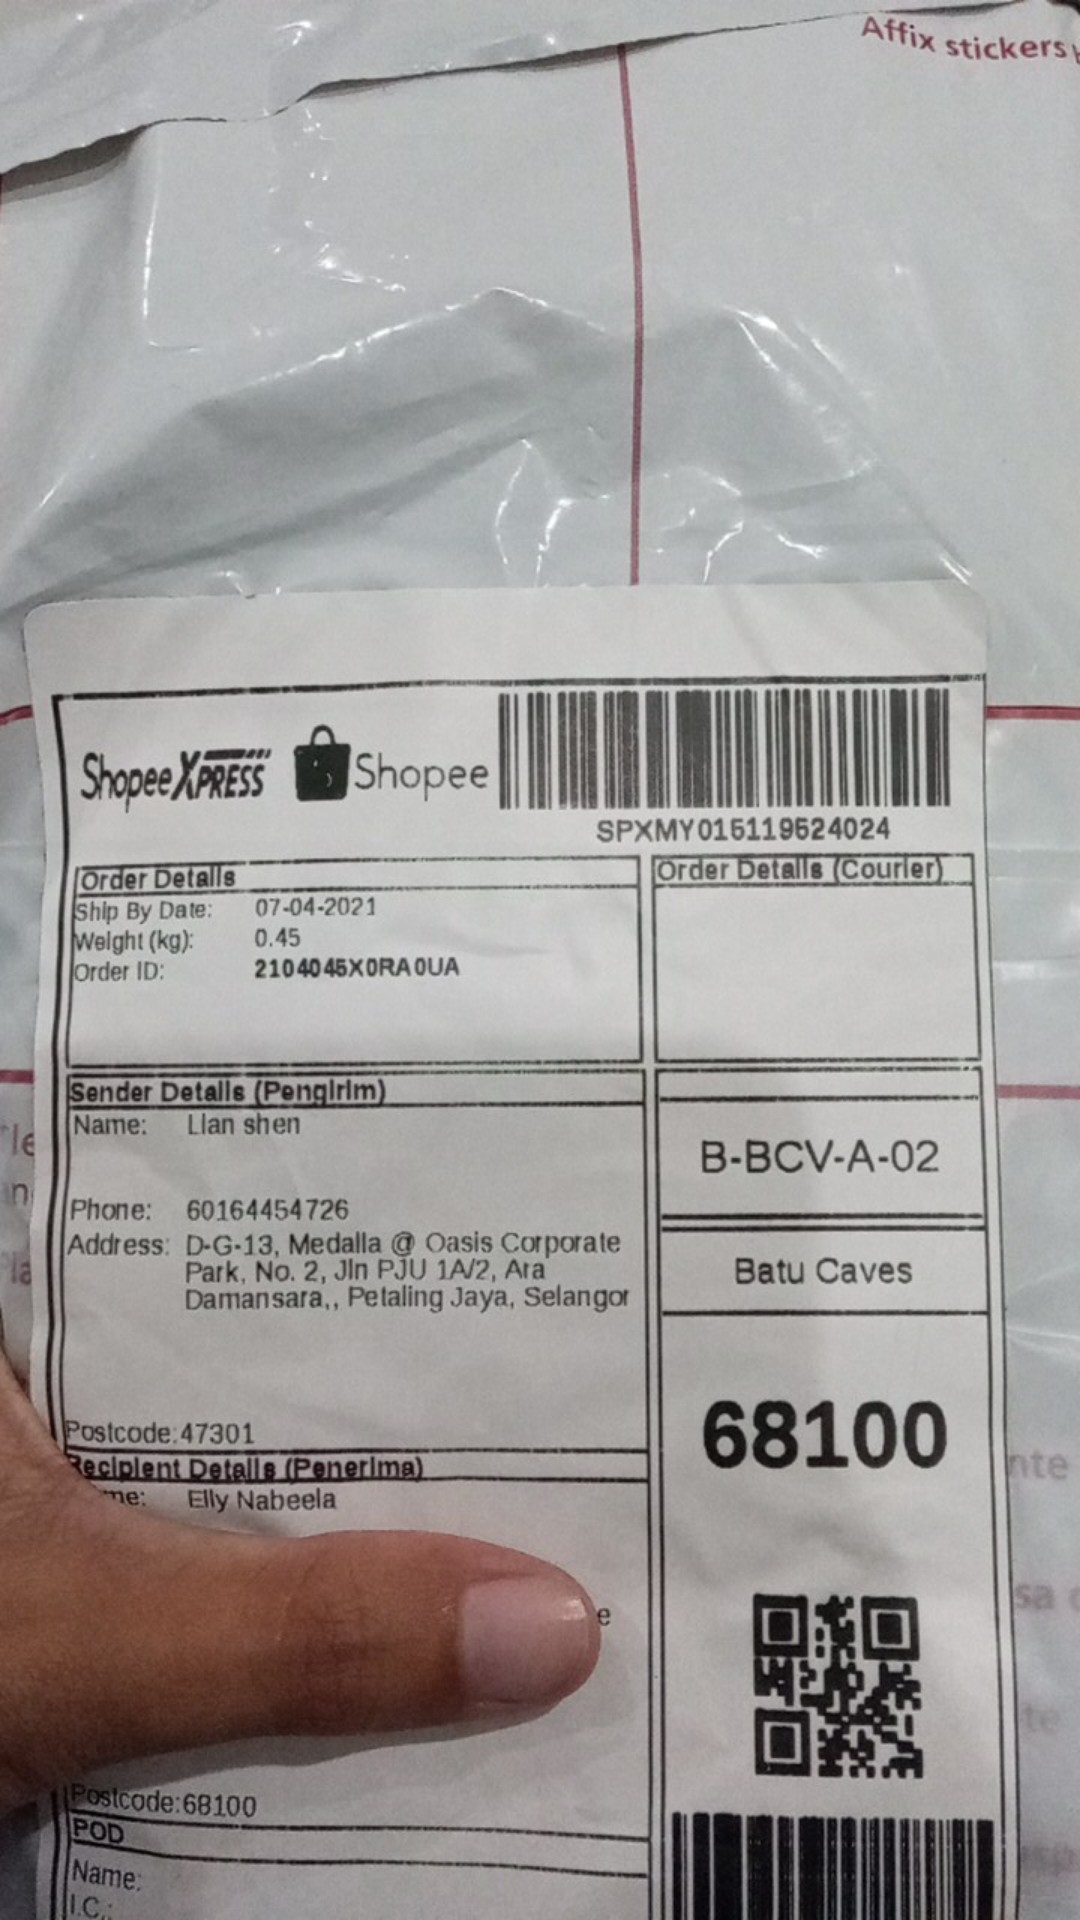 Affix stickers
ShopeeXPRESS Shopee
SPXMY015119524024
Order Details
Ship By Date: 07-04-2021
Weight (kg): 0.45
Order ID: 2104045X0RA0UA
Order Details (Courier)
Sender Details (Pengirim)
Name: Lian shen
Phone: 60164454726
Address: D-G-13, Medalla @ Oasis Corporate
Park, No. 2, Jln PJU 1A/2, Ara
Damansara,, Petaling Jaya, Selangor
Postcode:47301
B-BCV-A-02
Batu Caves
68100
Recipient Details (Penerima)
me: Elly Nabeela
e
Postcode:68100
POD
Name:
I.C.: